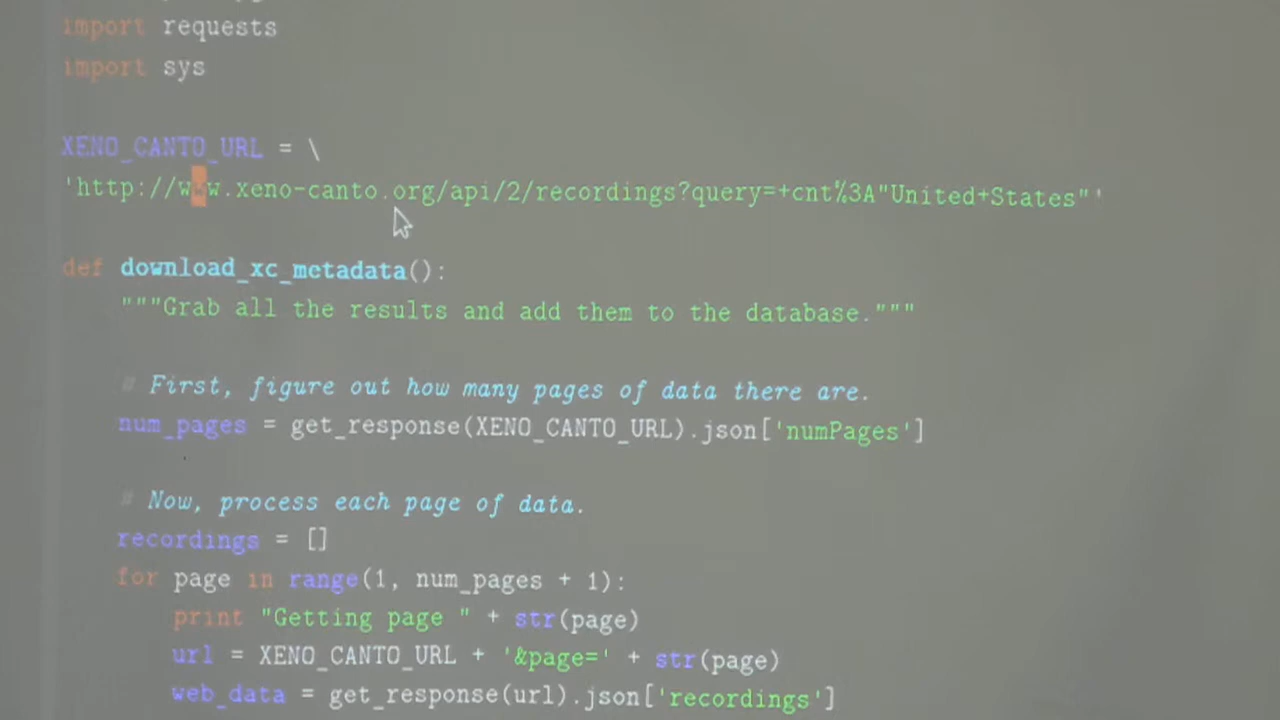 import requests
import sys
XENO_CANTO_URL = \
'http://www.xeno-canto.org/api/2/recordings?query=+cnt%3A"United+States"'
def download_xc_metadata():
"""Grab all the results and add them to the database."""
# First, figure out how many pages of data there are.
num_pages = get_response(XENO_CANTO_URL).json['numPages']
# Now, process each page of data.
recordings = []
for page in range(1, num_pages + 1):
print "Getting page " + str(page)
url = XENO_CANTO_URL + '&page=' + str(page)
web_data = get_response(url).json['recordings']